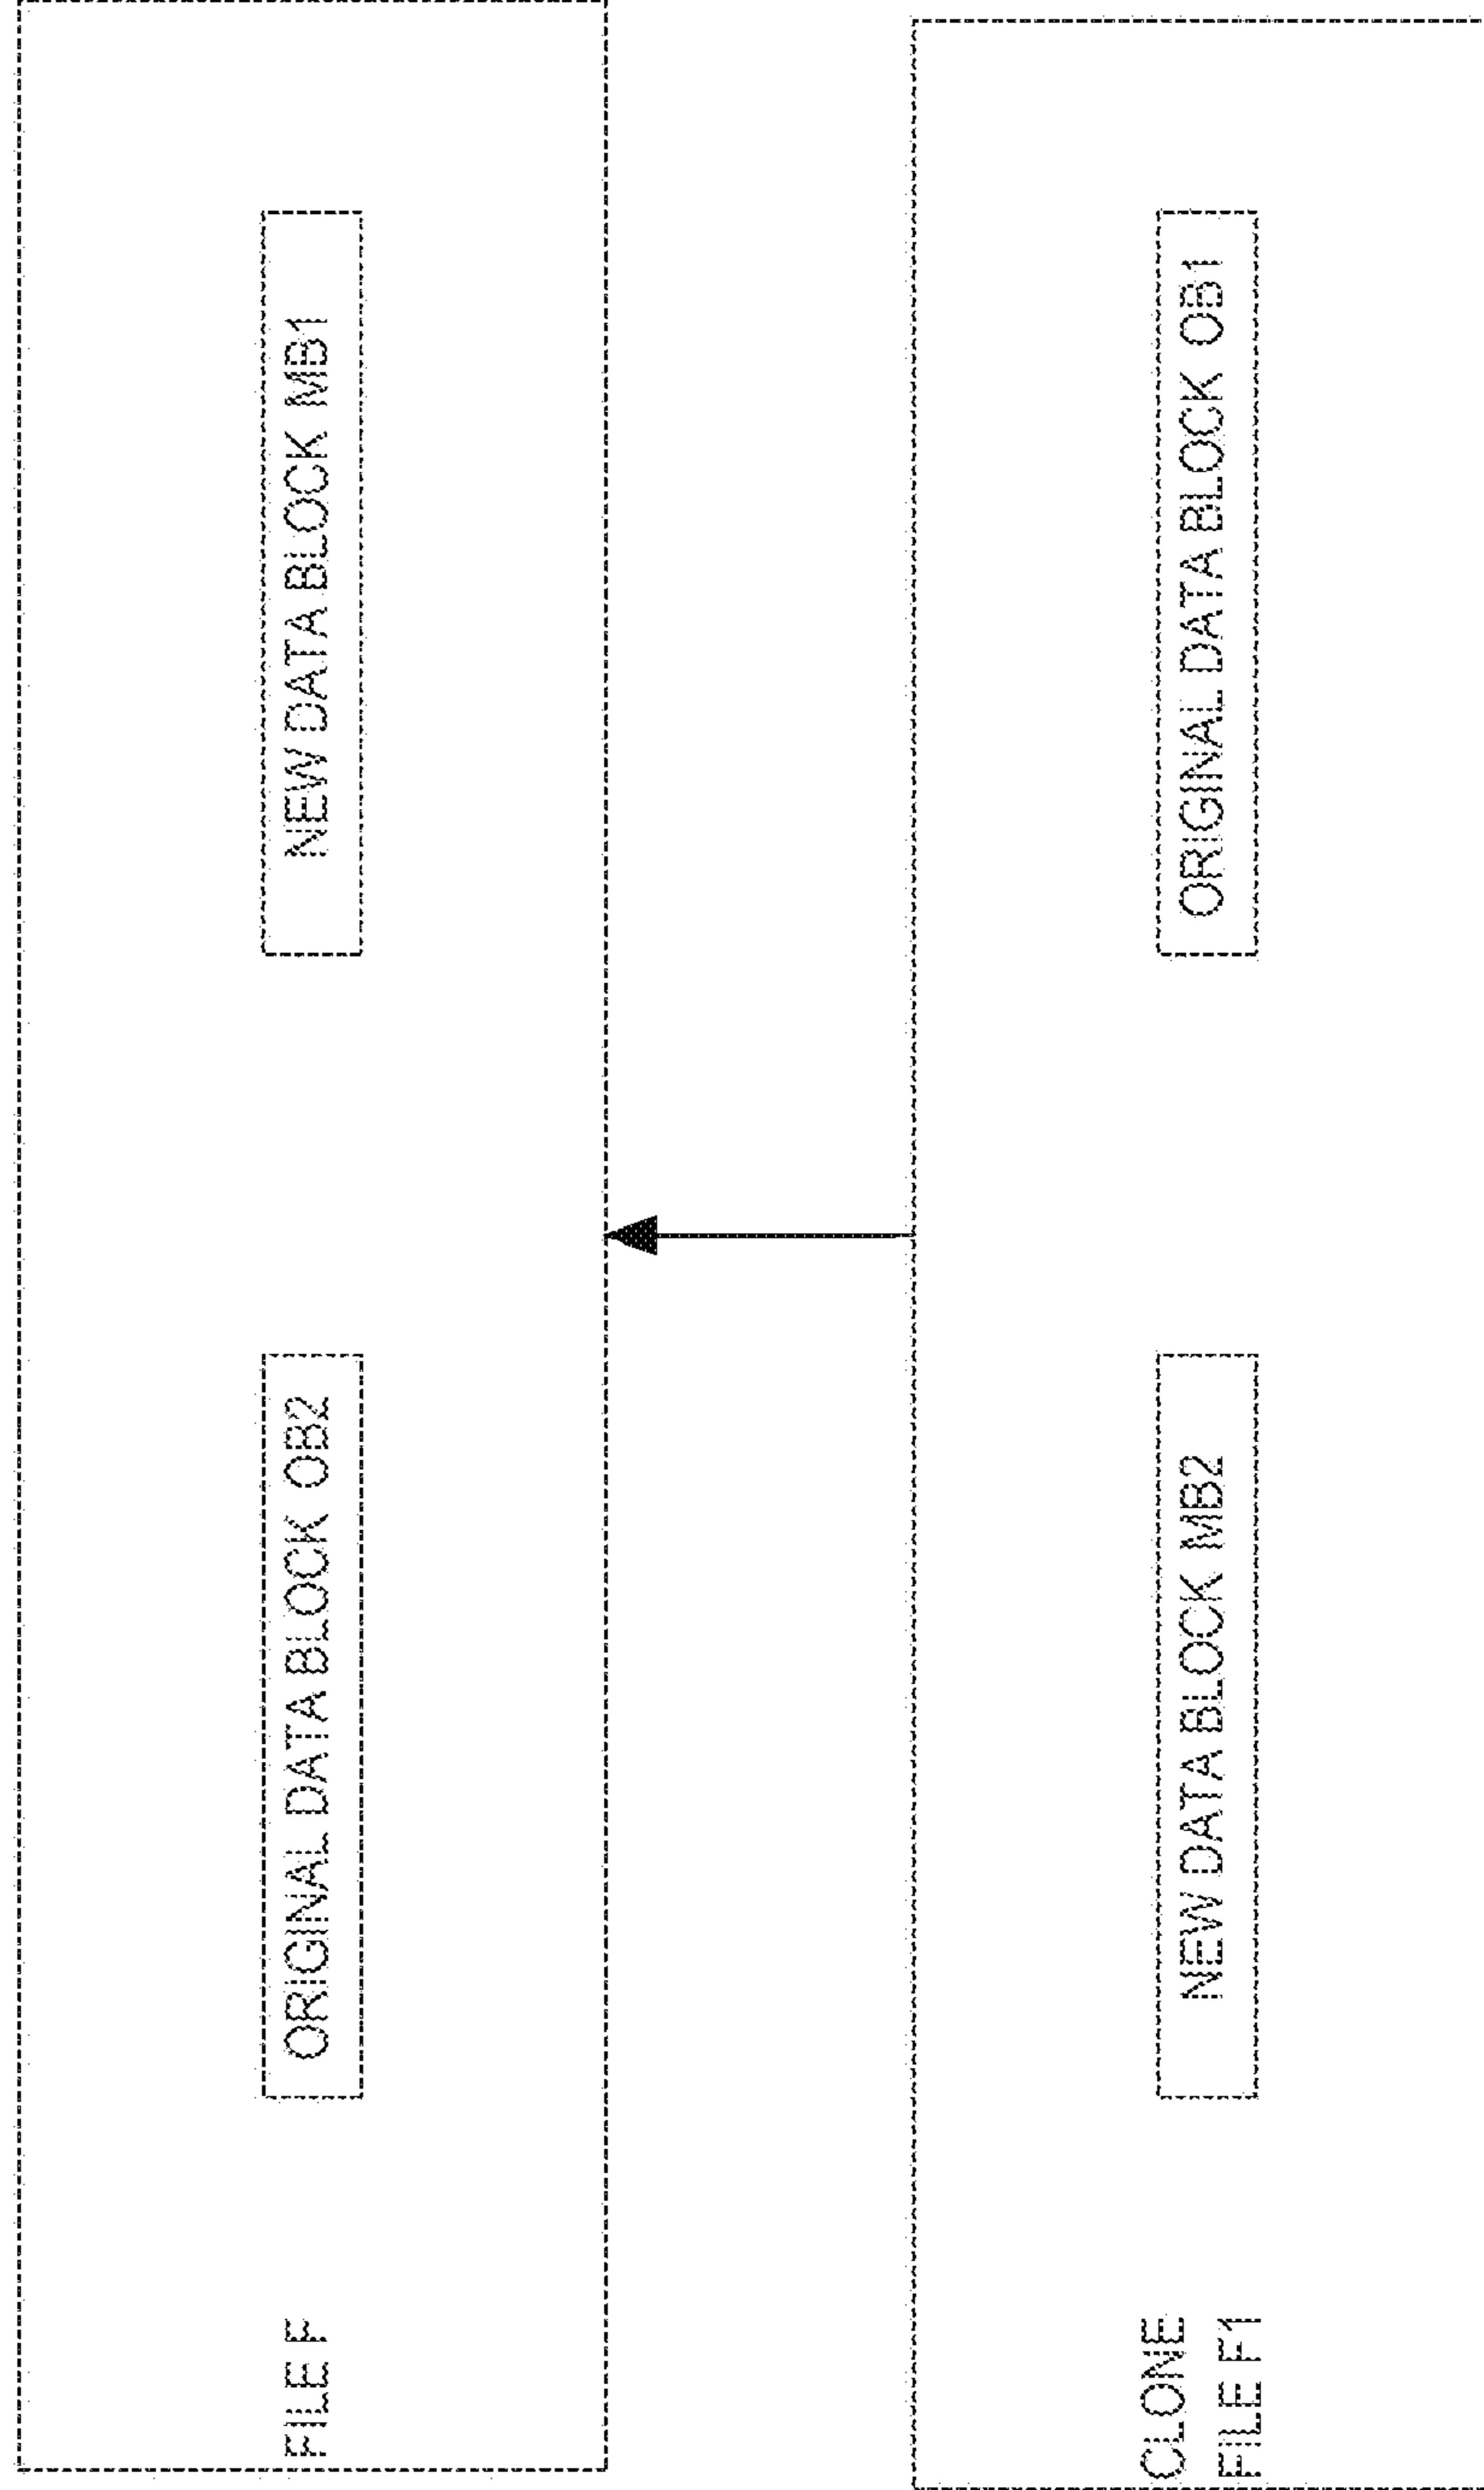 FILE F
ORIGINAL DATA BLOCK OB2
NEW DATA BLOCK MB1
CLONE
FILE F1
NEW DATA BLOCK MB2
ORIGINAL DATA BLOCK OB1